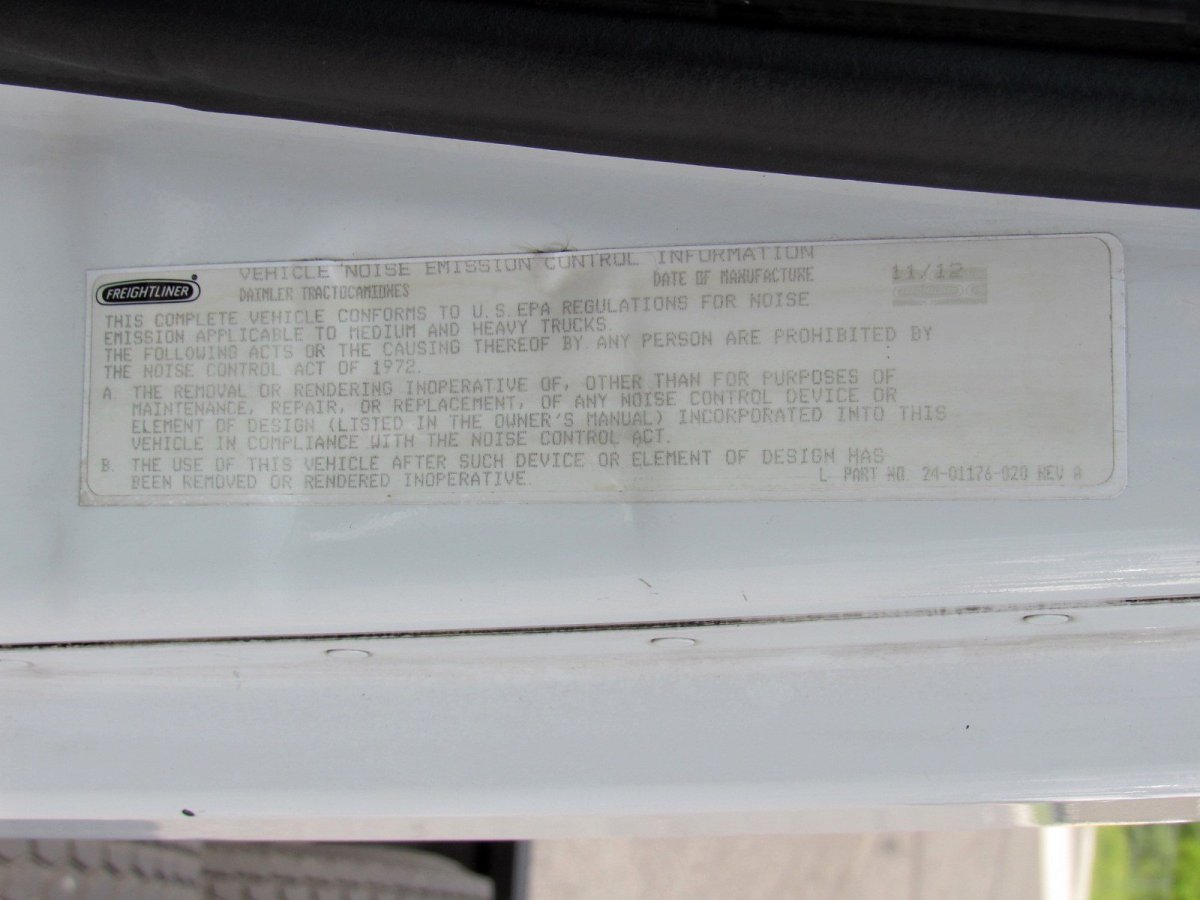 VEHICLE NOISE EMISSION CONTROL INFORMATION
FREIGHTLINER DAIMLER TRACTOCAMIONES DATE OF MANUFACTURE 11/12
THIS COMPLETE VEHICLE CONFORMS TO U.S. EPA REGULATIONS FOR NOISE
EMISSION APPLICABLE TO MEDIUM AND HEAVY TRUCKS.
THE FOLLOWING ACTS OR THE CAUSING THEREOF BY ANY PERSON ARE PROHIBITED BY
THE NOISE CONTROL ACT OF 1972.
A. THE REMOVAL OR RENDERING INOPERATIVE OF, OTHER THAN FOR PURPOSES OF
MAINTENANCE, REPAIR, OR REPLACEMENT, OF ANY NOISE CONTROL DEVICE OR
ELEMENT OF DESIGN (LISTED IN THE OWNER'S MANUAL) INCORPORATED INTO THIS
VEHICLE IN COMPLIANCE WITH THE NOISE CONTROL ACT.
B. THE USE OF THIS VEHICLE AFTER SUCH DEVICE OR ELEMENT OF DESIGN HAS
BEEN REMOVED OR RENDERED INOPERATIVE.
L- PART NO. 24-01176-020 REV A